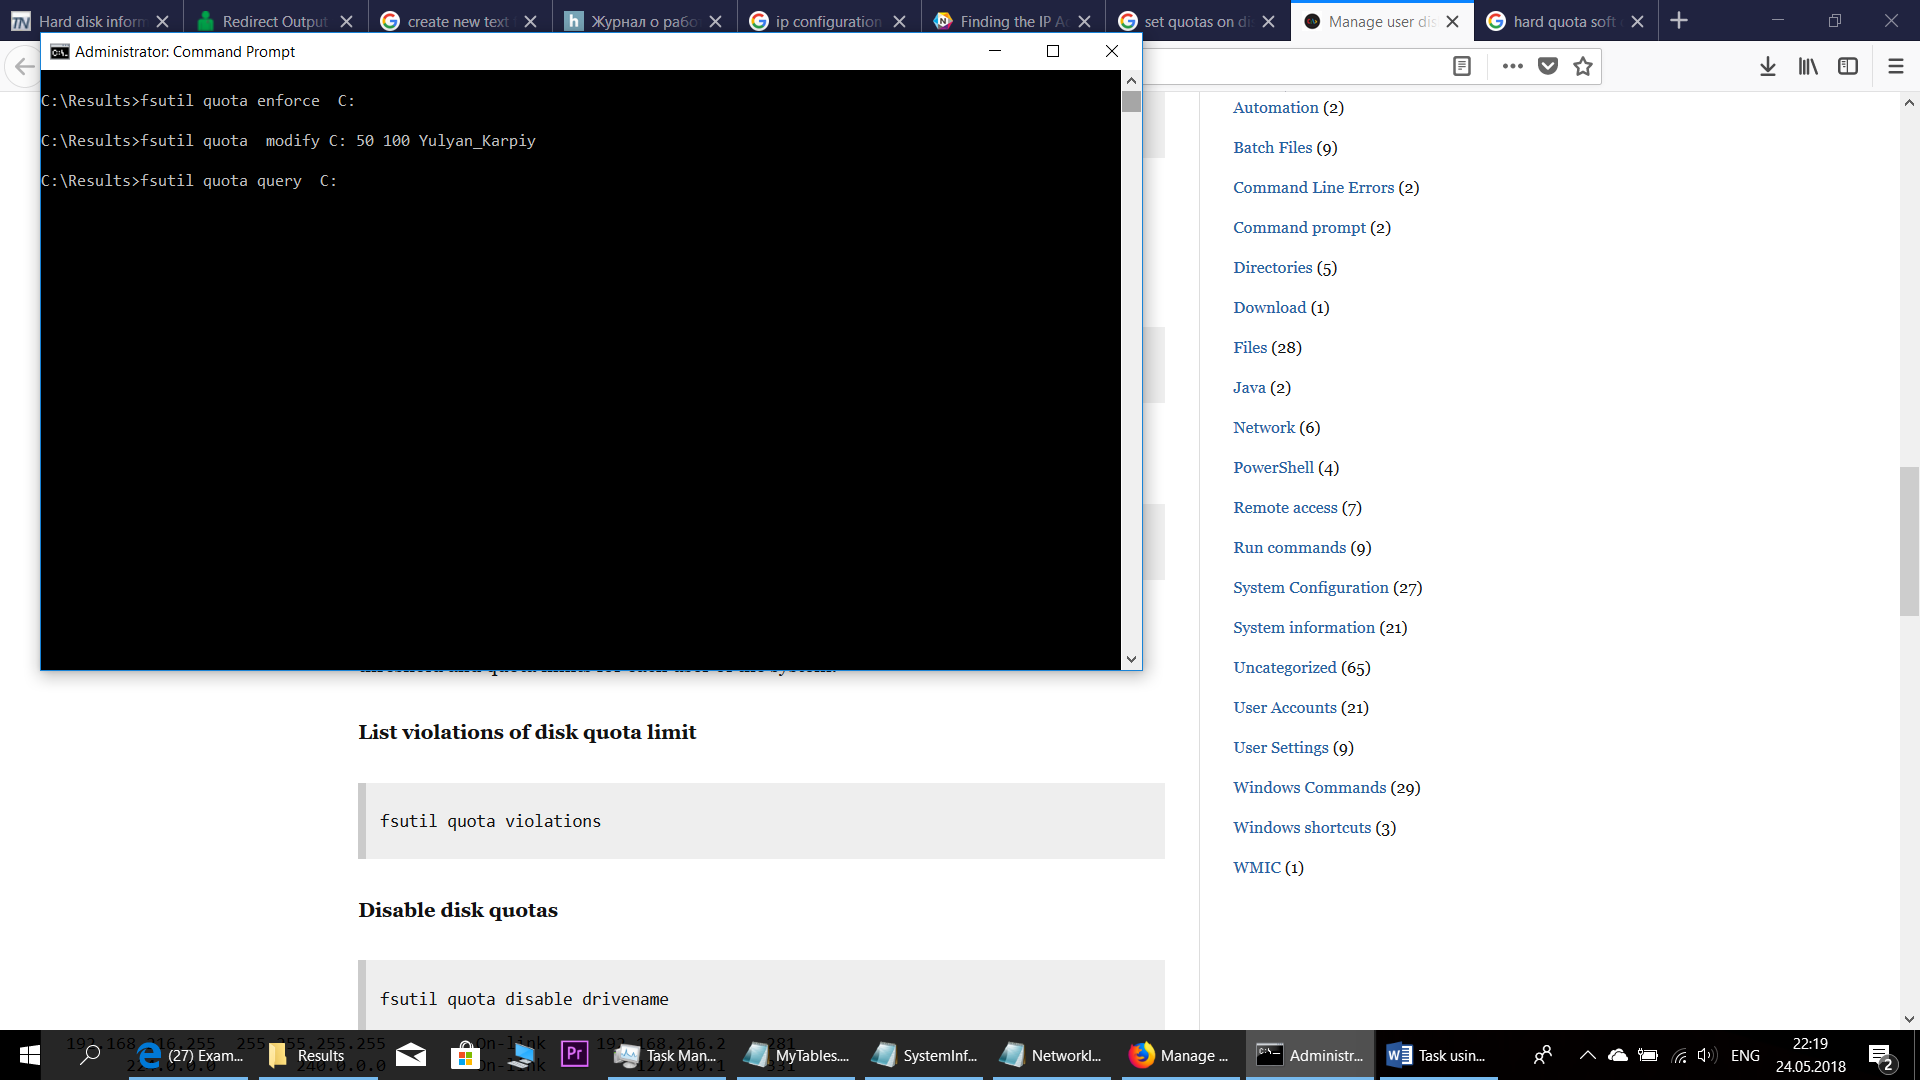 Hard disk inform
Redirect Output
create new text
Журнал о рабо
ip configuration
Finding the IP Ad
set quotas on dis
Manage user dis
hard quota soft
Administrator: Command Prompt
C:\Results>fsutil quota enforce  C:
C:\Results>fsutil quota  modify C: 50 100 Yulyan_Karpiy
C:\Results>fsutil quota query  C:
Automation (2)
Batch Files (9)
Command Line Errors (2)
Command prompt (2)
Directories (5)
Download (1)
Files (28)
Java (2)
Network (6)
PowerShell (4)
Remote access (7)
Run commands (9)
System Configuration (27)
System information (21)
Uncategorized (65)
User Accounts (21)
User Settings (9)
Windows Commands (29)
Windows shortcuts (3)
WMIC (1)
List violations of disk quota limit
fsutil quota violations
Disable disk quotas
fsutil quota disable drivename
(27) Exam...
Results
Task Man...
MyTables....
SystemInf...
NetworkI...
Manage ...
Administr...
Task usin...
ENG
22:19
24.05.2018
2